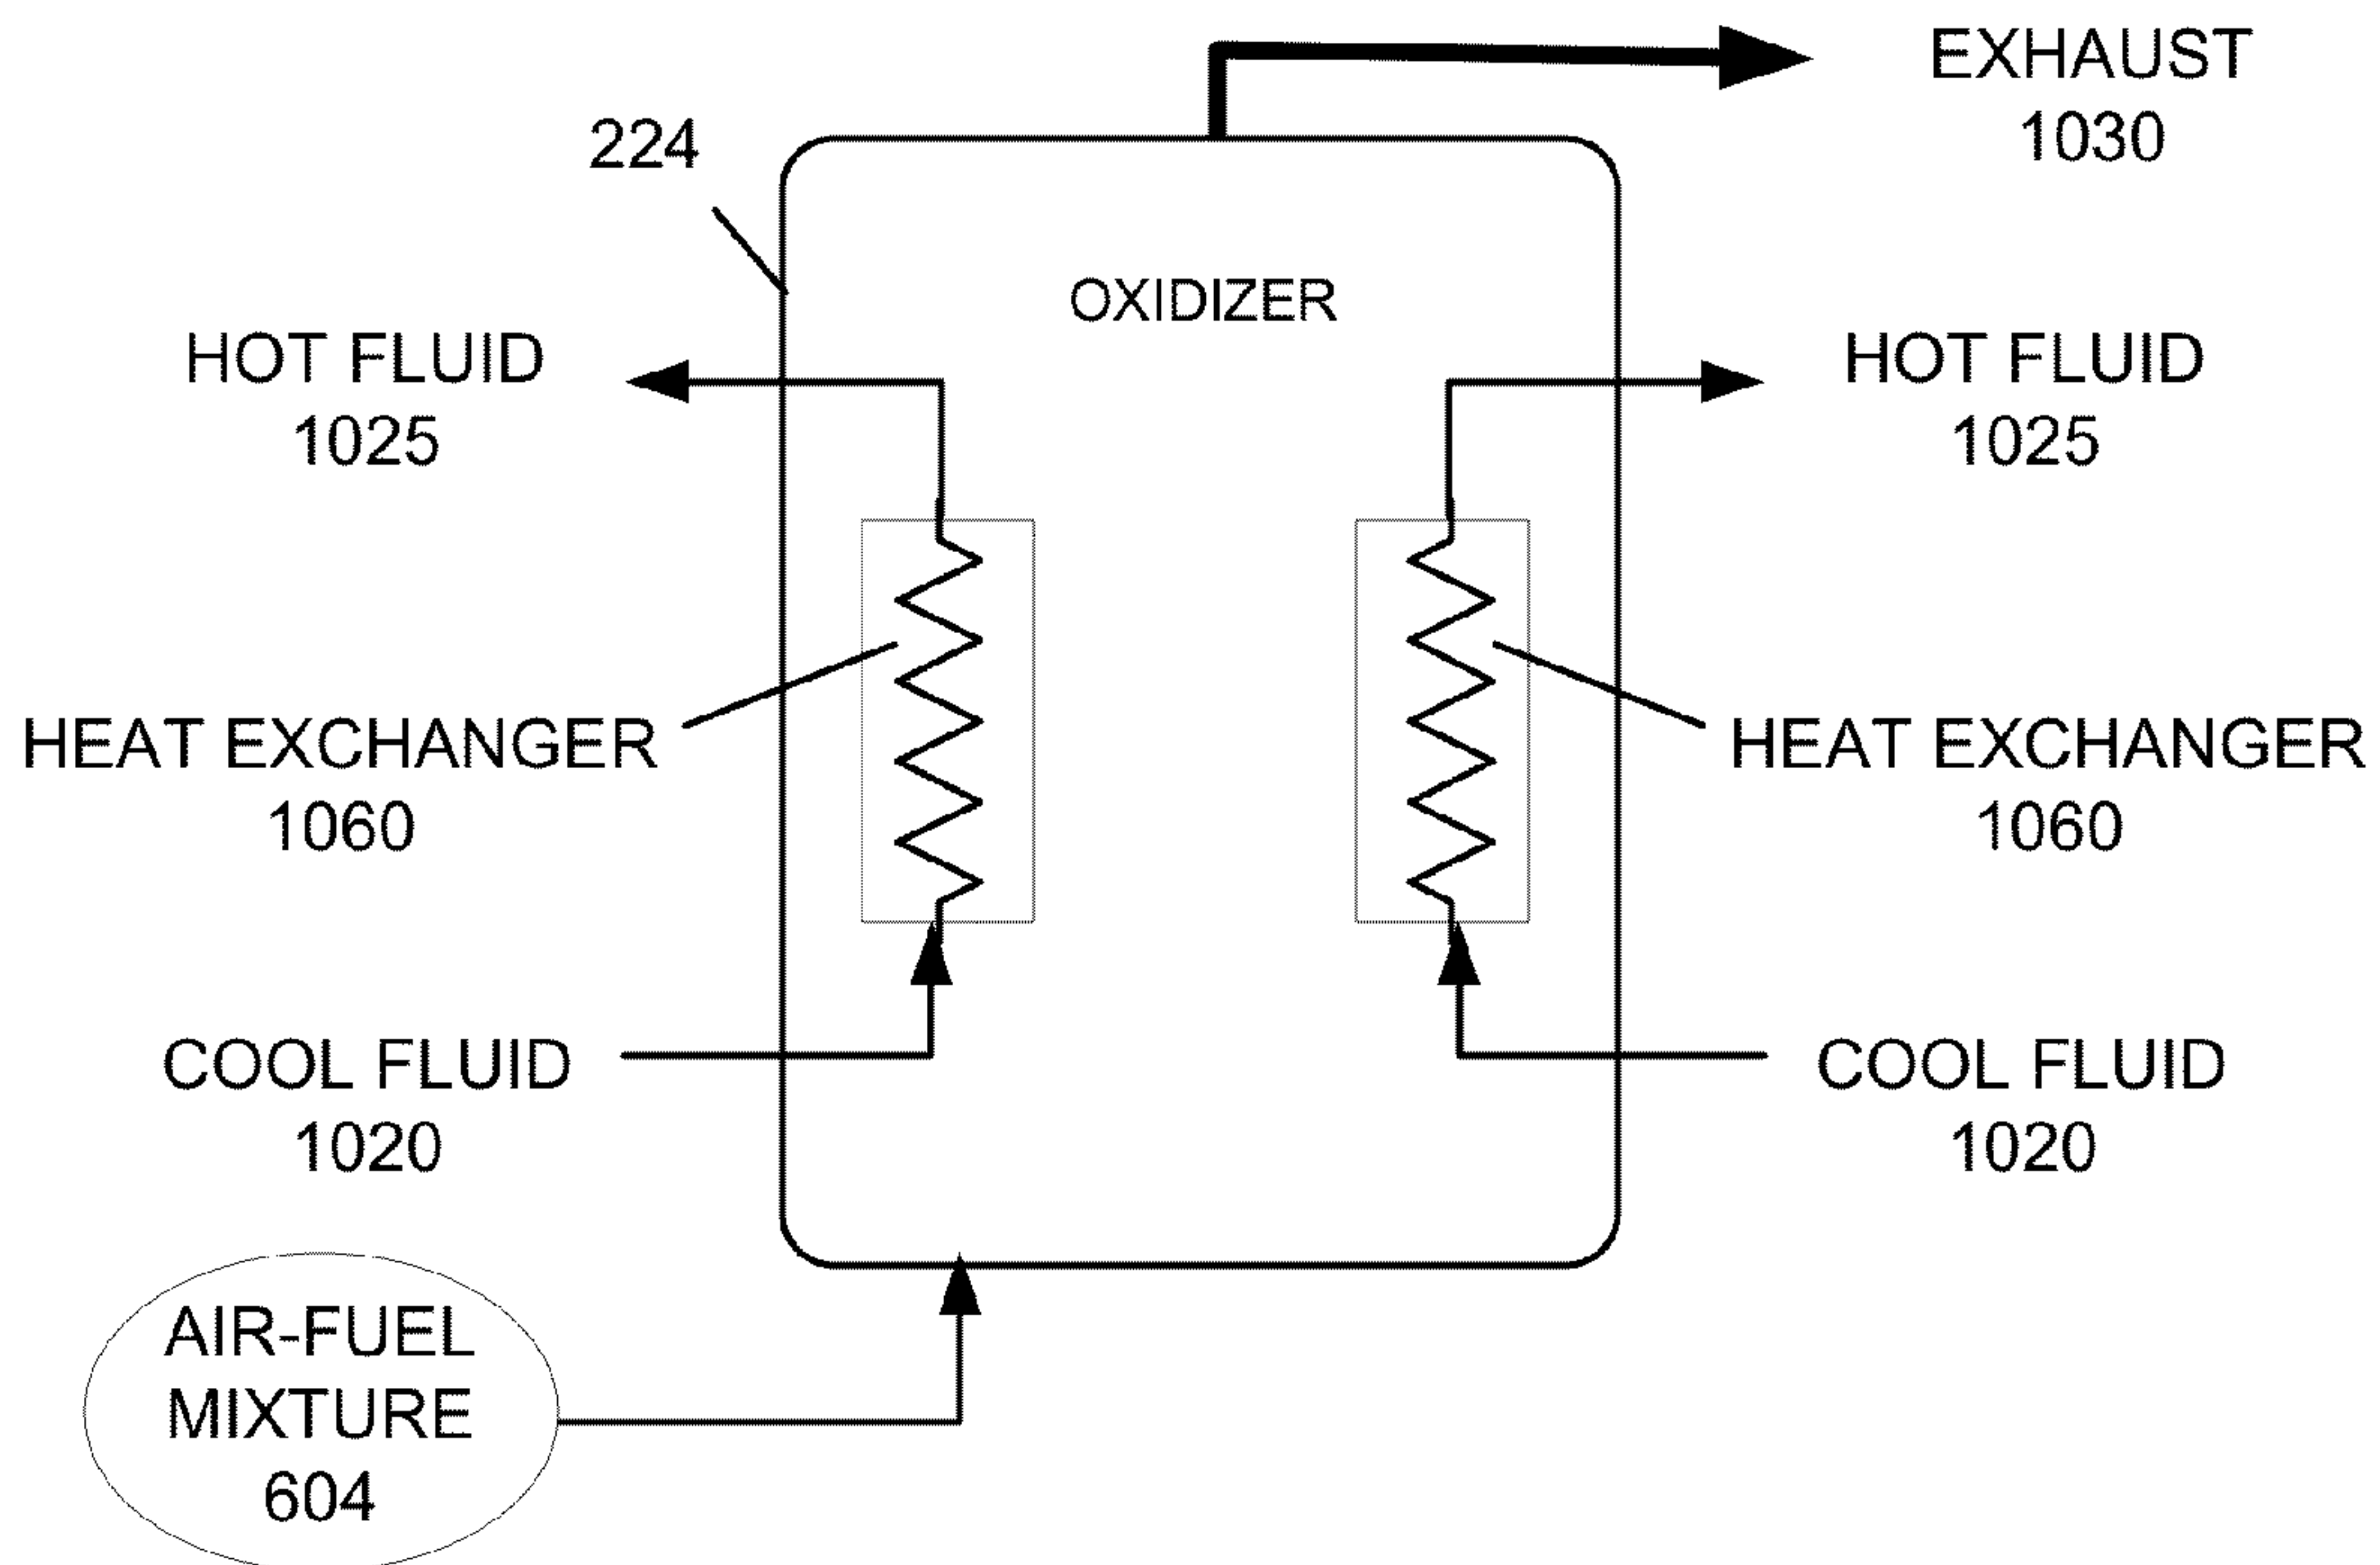 EXHAUST
1030
224
OXIDIZER
HOT FLUID
1025
HOT FLUID
1025
HEAT EXCHANGER
1060
HEAT EXCHANGER
1060
COOL FLUID
1020
COOL FLUID
1020
AIR-FUEL
MIXTURE
604